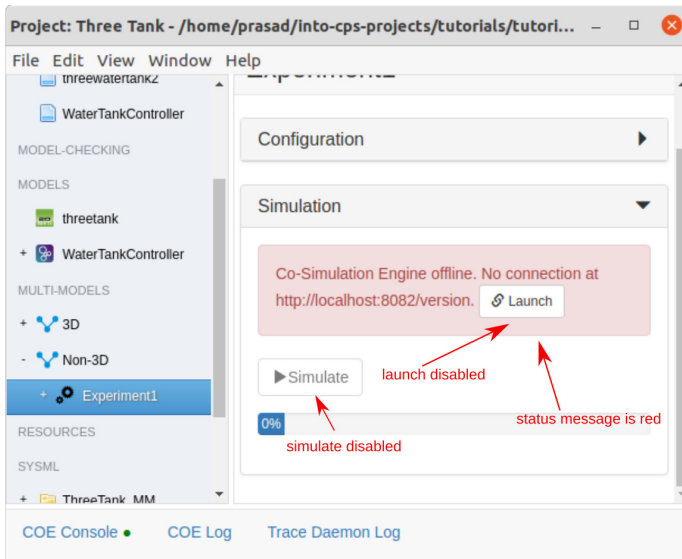 Project: Three Tank - /home/prasad/into-cps-projects/tutorials/tutori...
File Edit View Window Help
threewatertank2
WaterTankController
MODEL-CHECKING
MODELS
threetank
+ WaterTankController
MULTI-MODELS
+ 3D
- Non-3D
+ Experiment1
RESOURCES
SYSML
+ ThreeTank_MM
Experiment1
Configuration
Simulation
Co-Simulation Engine offline. No connection at
http://localhost:8082/version. Launch
Simulate
launch disabled
status message is red
0%
simulate disabled
COE Console COE Log Trace Daemon Log